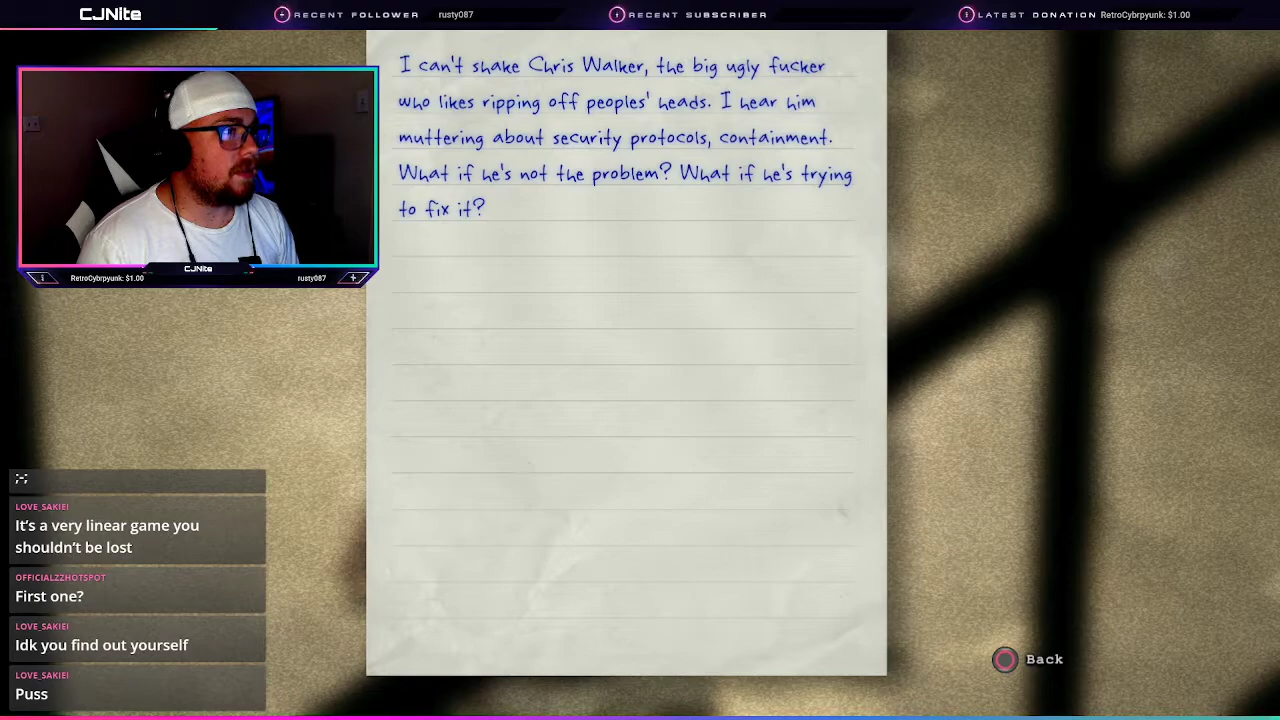 CJNite
RECENT FOLLOWER rusty087
RECENT SUBSCRIBER
LATEST DONATION RetroCybrpyunk: $1.00
I can't shake Chris Walker, the big ugly fucker
who likes ripping off peoples' heads. I hear him
muttering about security protocols, containment.
What if he's not the problem? What if he's trying
to fix it?
CJNite
RetroCybrpyunk: $1.00
rusty087
LOVE_SAKIEI
It's a very linear game you
shouldn't be lost
OFFICIALZZHOTSPOT
First one?
LOVE_SAKIEI
Idk you find out yourself
LOVE_SAKIEI
Puss
Back